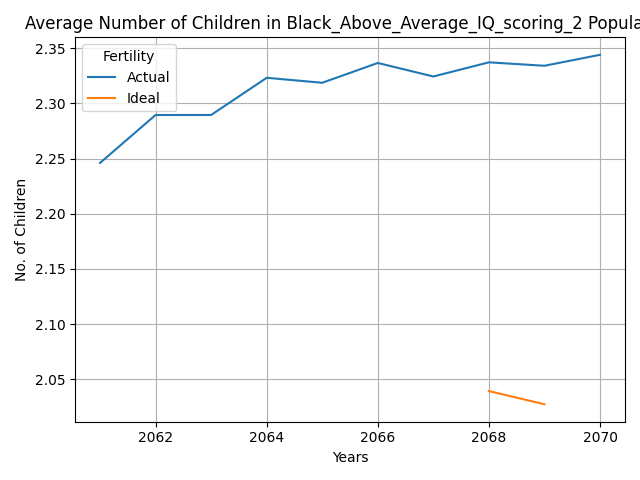 Average Number of Children in Black_Above_Average_IQ_scoring_2 Popula
Fertility
Actual
Ideal
2.35
2.30
2.25
2.20
2.15
2.10
2.05
No. of Children
2062 2064 2066 2068 2070
Years